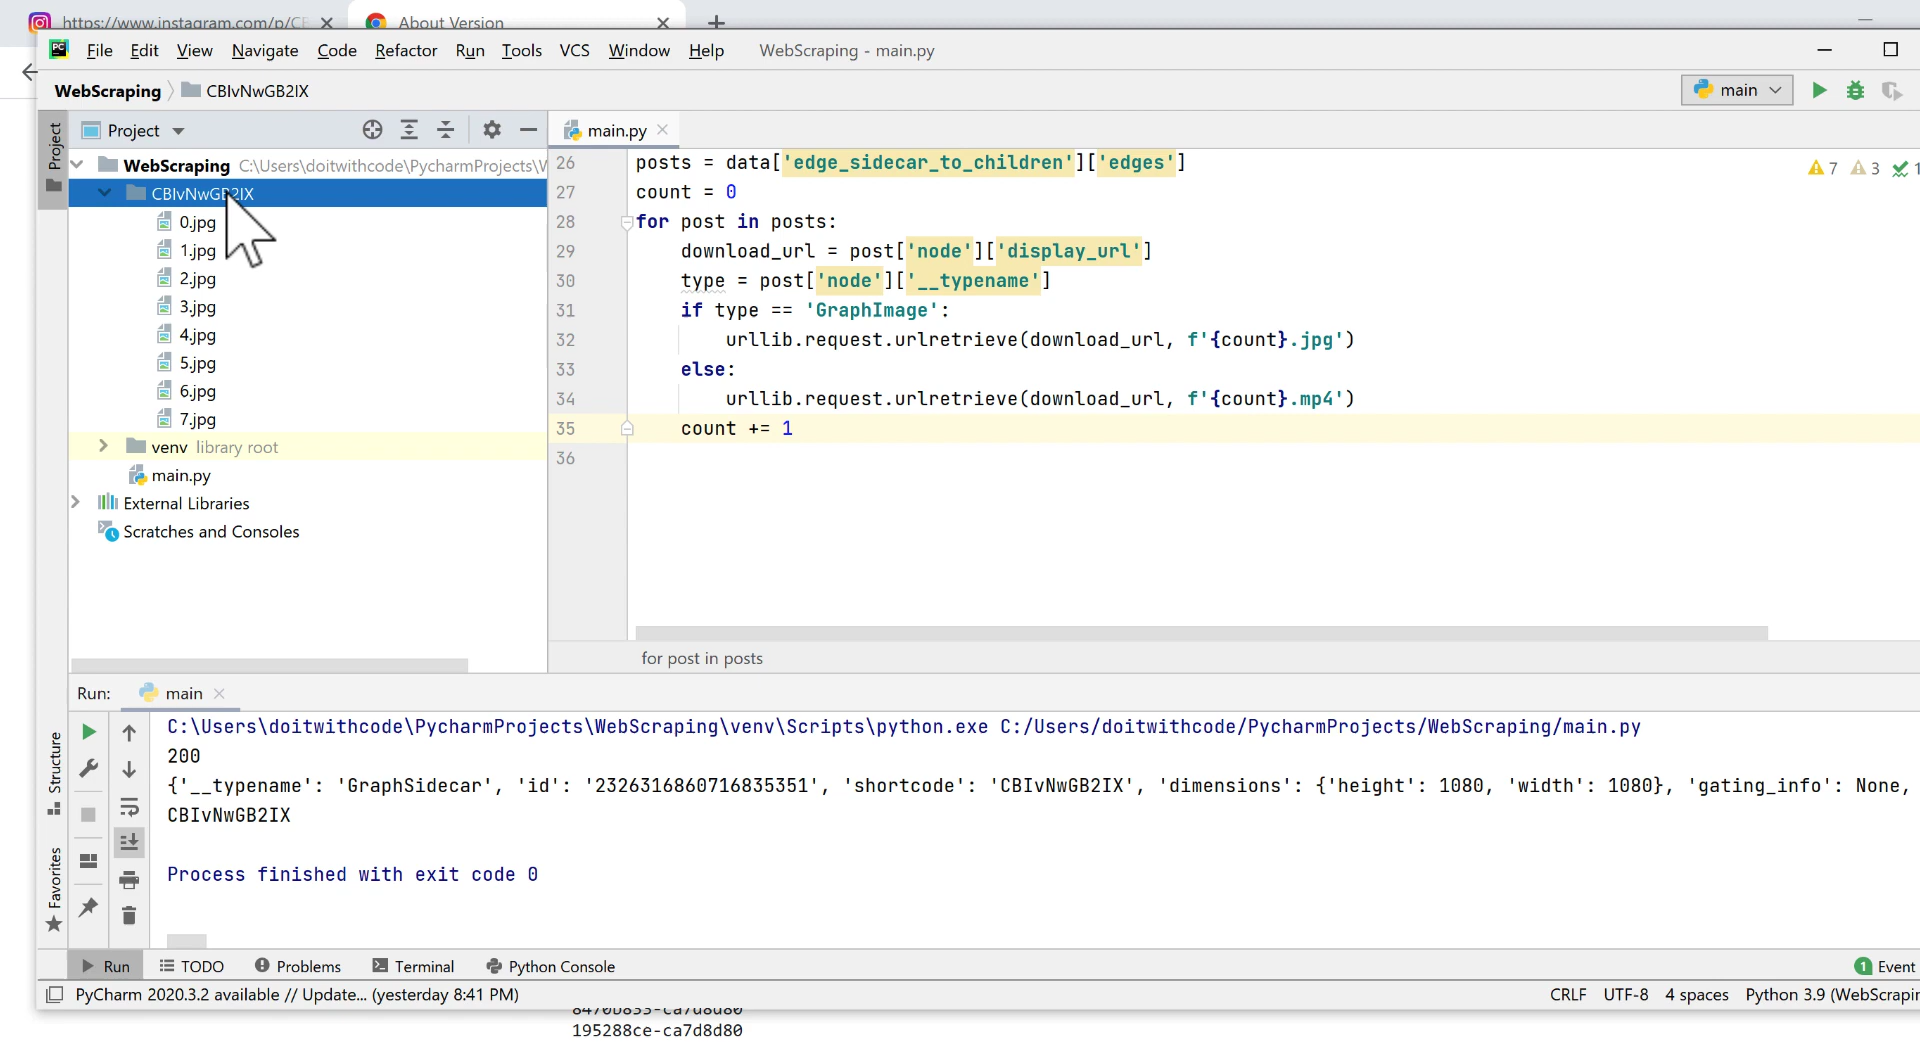 https://www.instagram.com/p/CE
About Version
File Edit View Navigate Code Refactor Run Tools VCS Window Help WebScraping - main.py
WebScraping CBIvNwGB2IX
main
Project
Project
main.py
WebScraping C:\Users\doitwithcode\PycharmProjects\V
CBIvNwGB2IX
0.jpg
1.jpg
2.jpg
3.jpg
4.jpg
5.jpg
6.jpg
7.jpg
venv library root
main.py
External Libraries
Scratches and Consoles
26 posts = data['edge_sidecar_to_children']['edges']
27 count = 0
28 for post in posts:
29 download_url = post['node']['display_url']
30 type = post['node']['__typename']
31 if type == 'GraphImage':
32 urllib.request.urlretrieve(download_url, f'{count}.jpg')
33 else:
34 urllib.request.urlretrieve(download_url, f'{count}.mp4')
35 count += 1
36
7 3 1
for post in posts
Run: main
C:\Users\doitwithcode\PycharmProjects\WebScraping\venv\Scripts\python.exe C:/Users/doitwithcode/PycharmProjects/WebScraping/main.py
200
{'__typename': 'GraphSidecar', 'id': '2326316860716835351', 'shortcode': 'CBIvNwGB2IX', 'dimensions': {'height': 1080, 'width': 1080}, 'gating_info': None,
CBIvNwGB2IX
Process finished with exit code 0
Structure
Favorites
Run TODO Problems Terminal Python Console
1 Event
PyCharm 2020.3.2 available // Update... (yesterday 8:41 PM)
CRLF UTF-8 4 spaces Python 3.9 (WebScrapin
195288ce-ca7d8d80